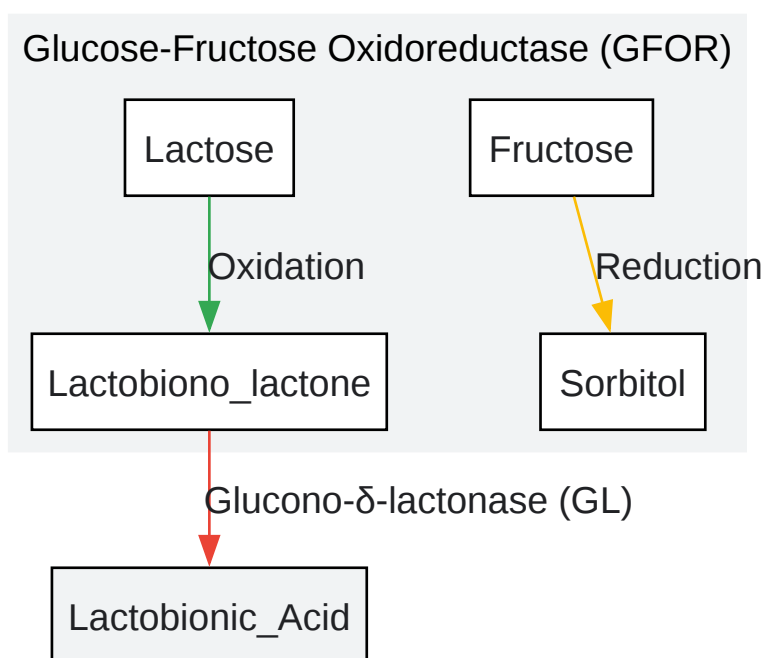 Glucose-Fructose Oxidoreductase (GFOR)
Lactose
Fructose
Oxidation
Reduction
Lactobiono_lactone
Sorbitol
Glucono-δ-lactonase (GL)
Lactobionic_Acid